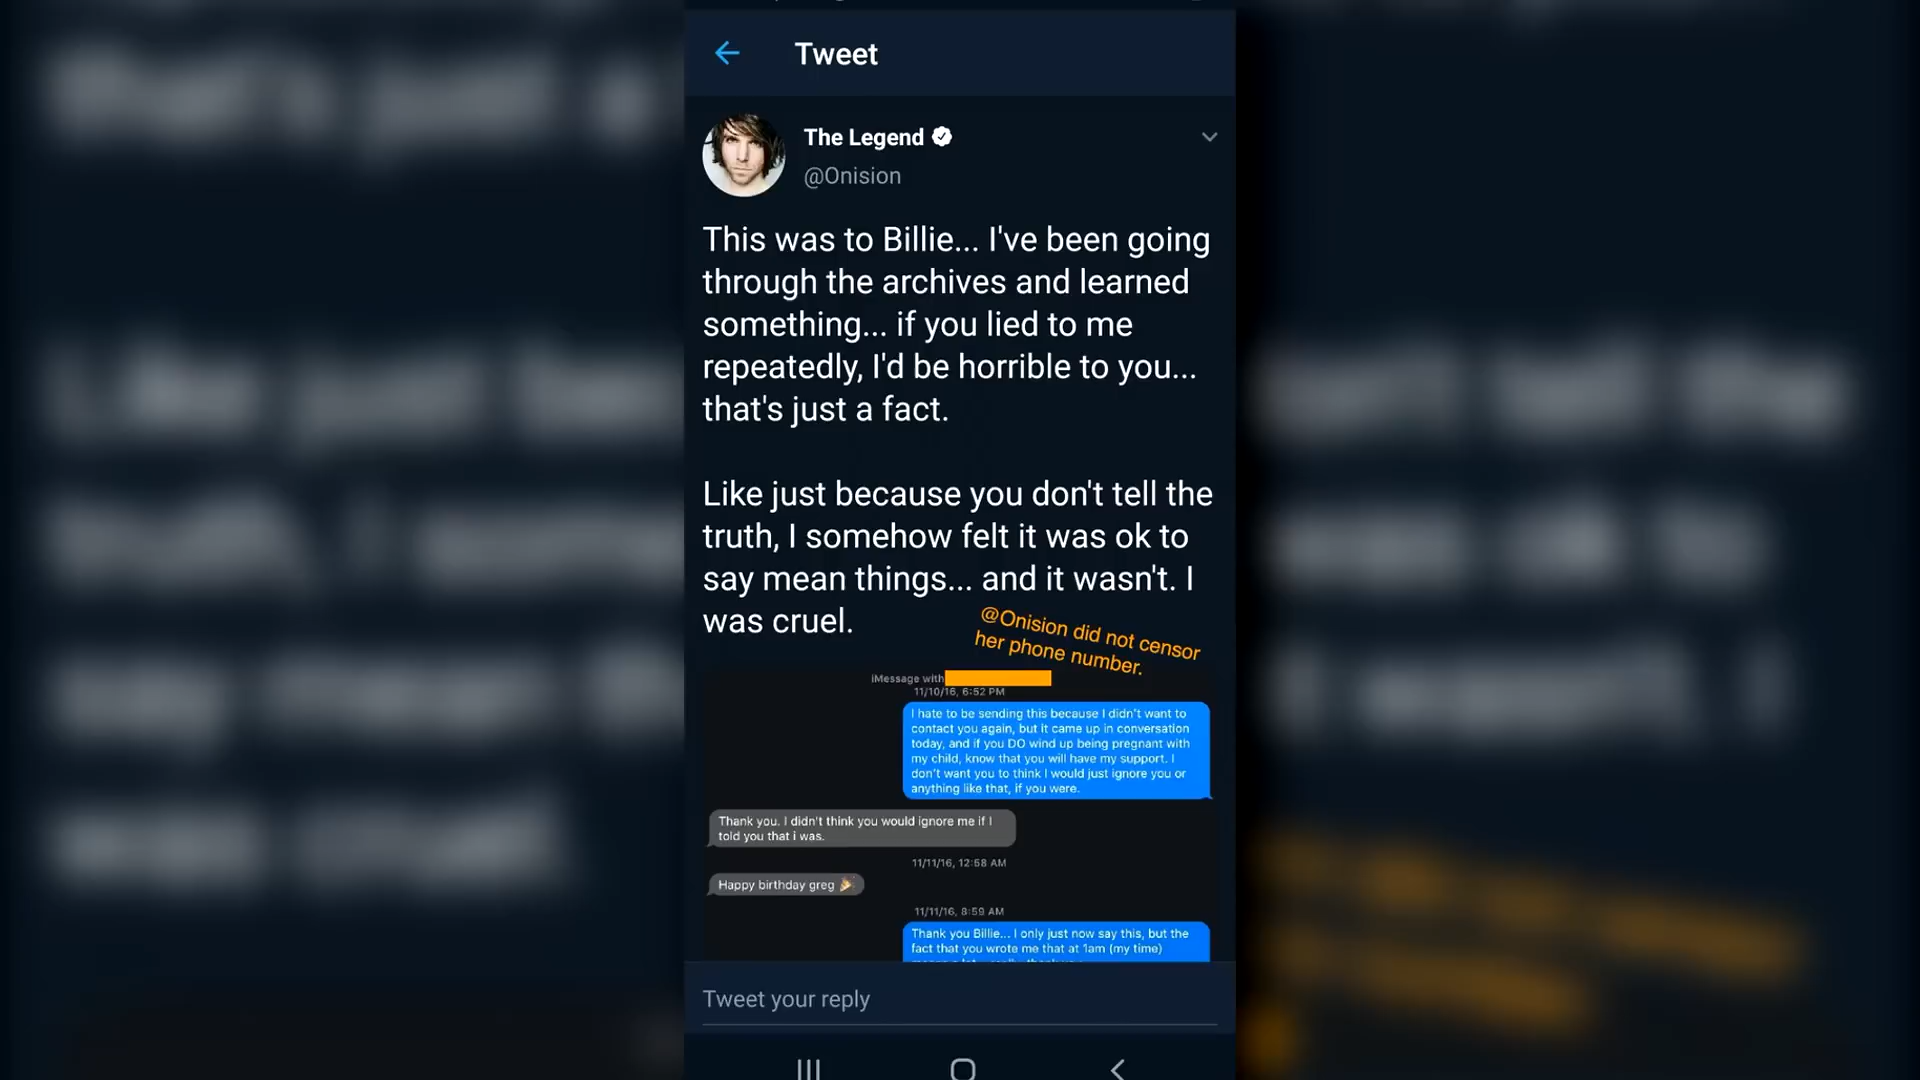 Tweet
The Legend
@Onision
This was to Billie... I've been going
through the archives and learned
something... if you lied to me
repeatedly, I'd be horrible to you...
that's just a fact.
Like just because you don't tell the
truth, I somehow felt it was ok to
say mean things... and it wasn't. I
was cruel.
@Onision did not censor
her phone number.
iMessage with
11/10/16, 6:52 PM
I hate to be sending this because I didn't want to
contact you again, but it came up in conversation
today, and if you DO wind up being pregnant with
my child, know that you will have my support. I
don't want you to think I would just ignore you or
anything like that, if you were.
Thank you. I didn't think you would ignore me if I
told you that i was.
11/11/16, 12:58 AM
Happy birthday greg 🎉
11/11/16, 8:59 AM
Thank you Billie... I only just now say this, but the
fact that you wrote me that at 1am (my time)
Tweet your reply